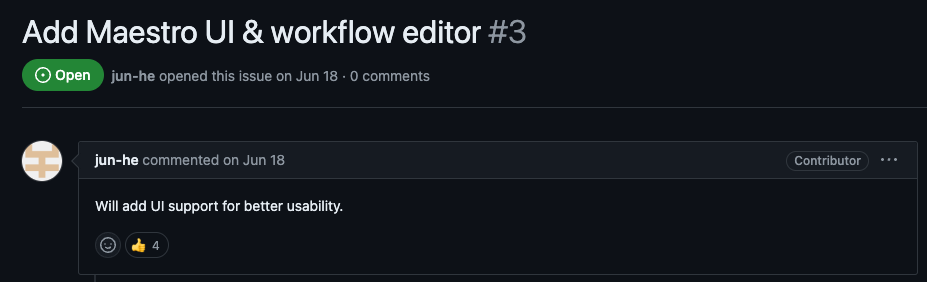 Add Maestro UI & workflow editor #3
Open jun-he opened this issue on Jun 18 · 0 comments
jun-he commented on Jun 18 Contributor ···
Will add UI support for better usability.
👍 4